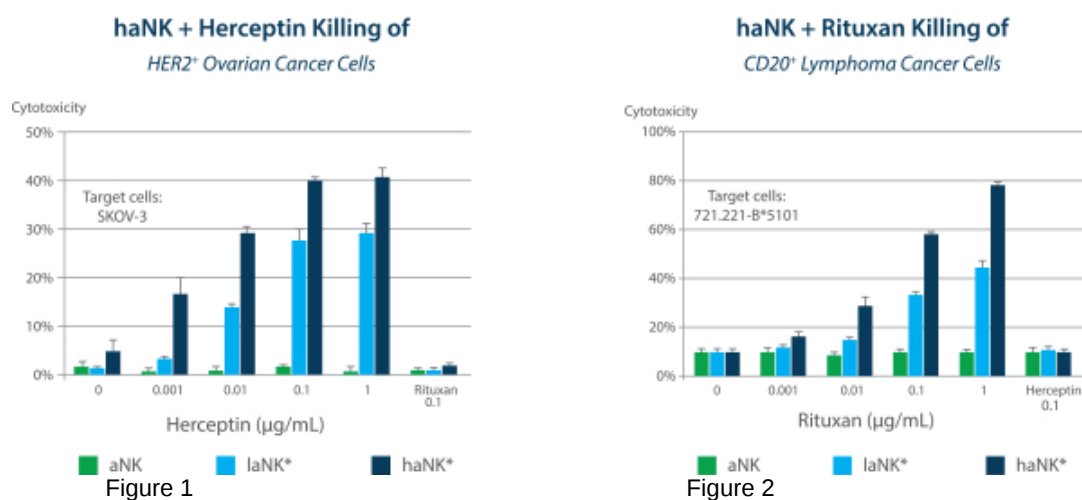 haNK + Herceptin Killing of
HER2⁺ Ovarian Cancer Cells
Cytotoxicity
50%
40%
30%
20%
10%
0%
Target cells:
SKOV-3
0
0.001
0.01
0.1
1
Rituxan
0.1
Herceptin (µg/mL)
aNK
laNK*
haNK*
Figure 1
haNK + Rituxan Killing of
CD20⁺ Lymphoma Cancer Cells
Cytotoxicity
100%
80%
60%
40%
20%
0%
Target cells:
721.221-B*5101
0
0.001
0.01
0.1
1
Herceptin
0.1
Rituxan (µg/mL)
aNK
laNK*
haNK*
Figure 2